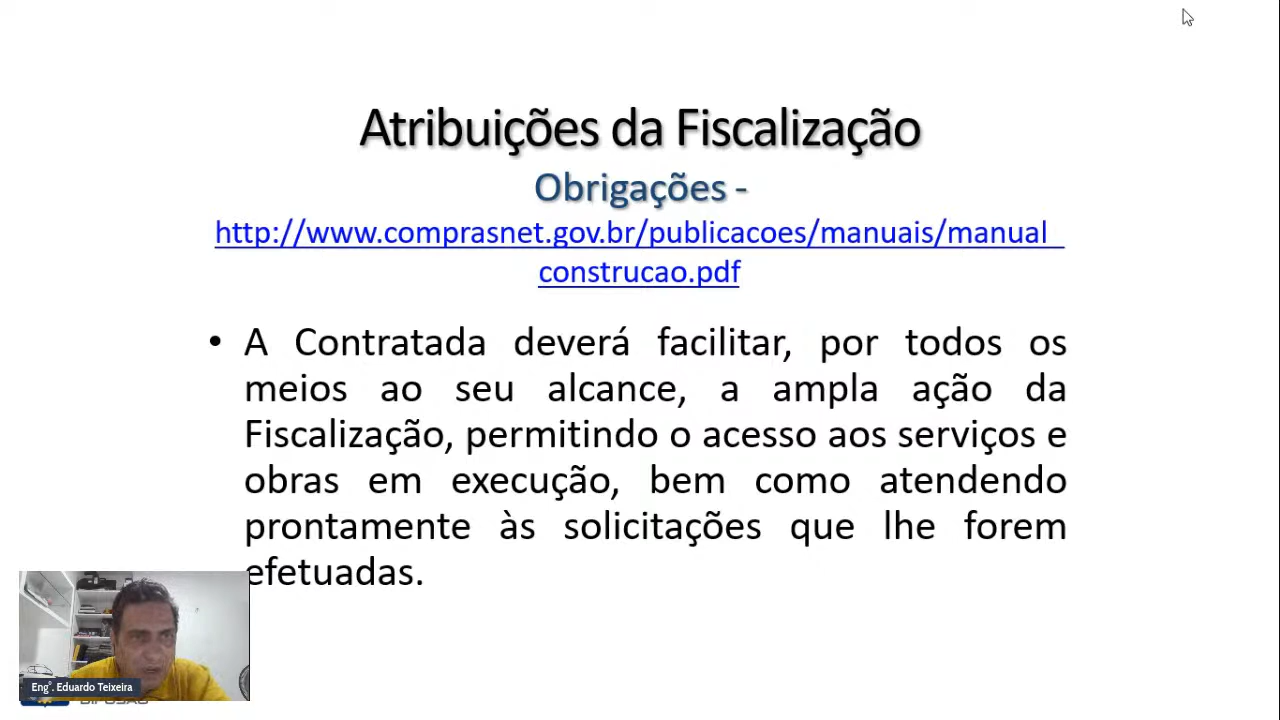 Atribuições da Fiscalização
Obrigações -
http://www.comprasnet.gov.br/publicacoes/manuais/manual_
construcao.pdf
• A Contratada deverá facilitar, por todos os
meios ao seu alcance, a ampla ação da
Fiscalização, permitindo o acesso aos serviços e
obras em execução, bem como atendendo
prontamente às solicitações que lhe forem
efetuadas.
Eng°. Eduardo Teixeira